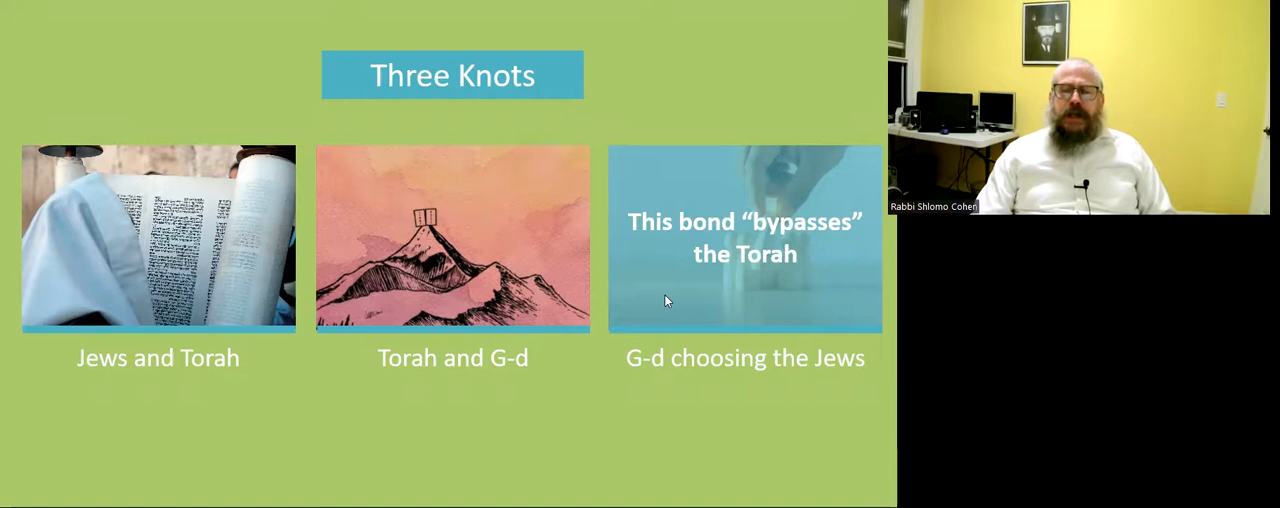 Three Knots
This bond “bypasses”
the Torah
Jews and Torah
Torah and G-d
G-d choosing the Jews
Rabbi Shlomo Cohen